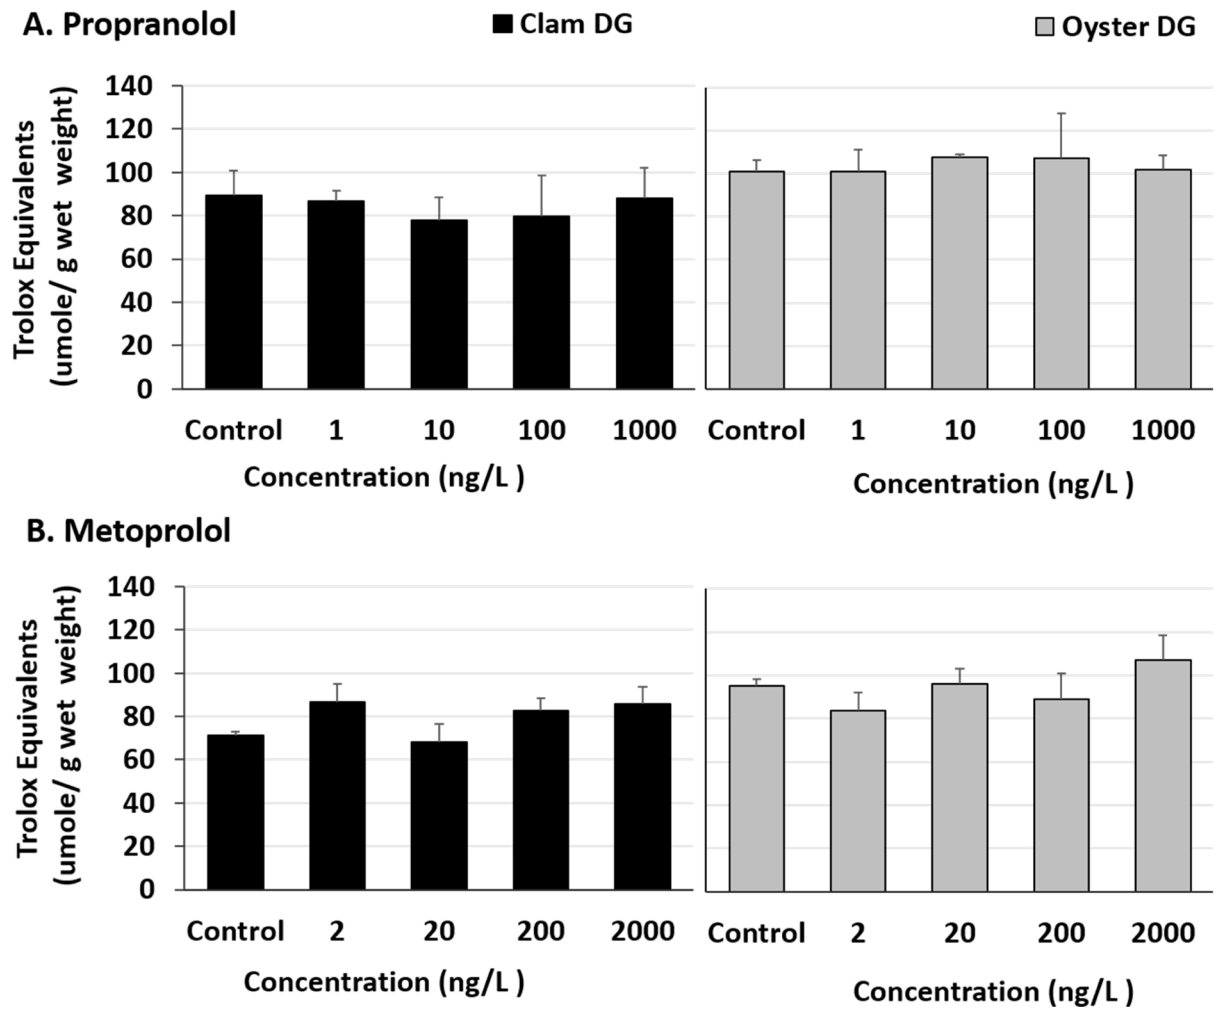 A. Propranolol
Clam DG
Oyster DG
Trolox Equivalents
(umole/ g wet weight)
140
120
100
80
60
40
20
0
Control 1 10 100 1000
Concentration (ng/L )
Control 1 10 100 1000
Concentration (ng/L )
B. Metoprolol
Trolox Equivalents
(umole/ g wet weight)
140
120
100
80
60
40
20
0
Control 2 20 200 2000
Concentration (ng/L )
Control 2 20 200 2000
Concentration (ng/L )